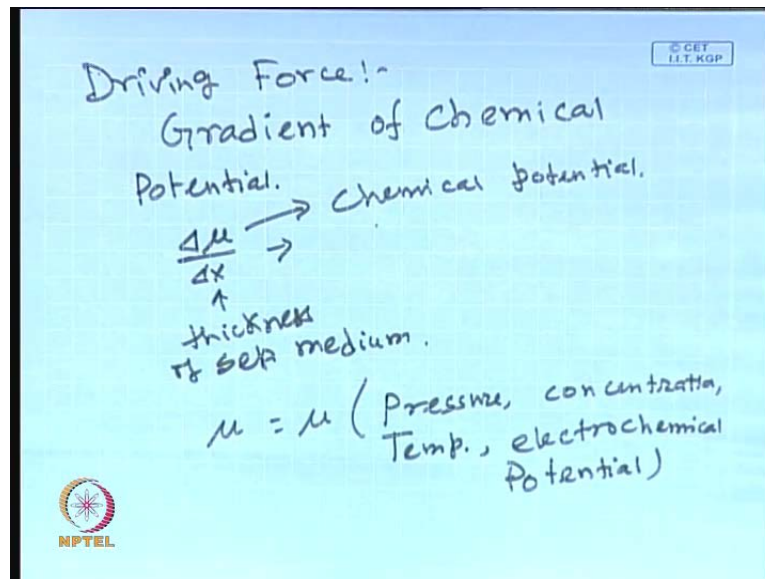 © CET
I.I.T. KGP
Driving Force:-
Gradient of Chemical
Potential.
Δμ → Chemical potential.
Δx →
↑
thickness
of sep medium.
μ = μ ( Pressure, concentration,
Temp., electrochemical
Potential)
NPTEL